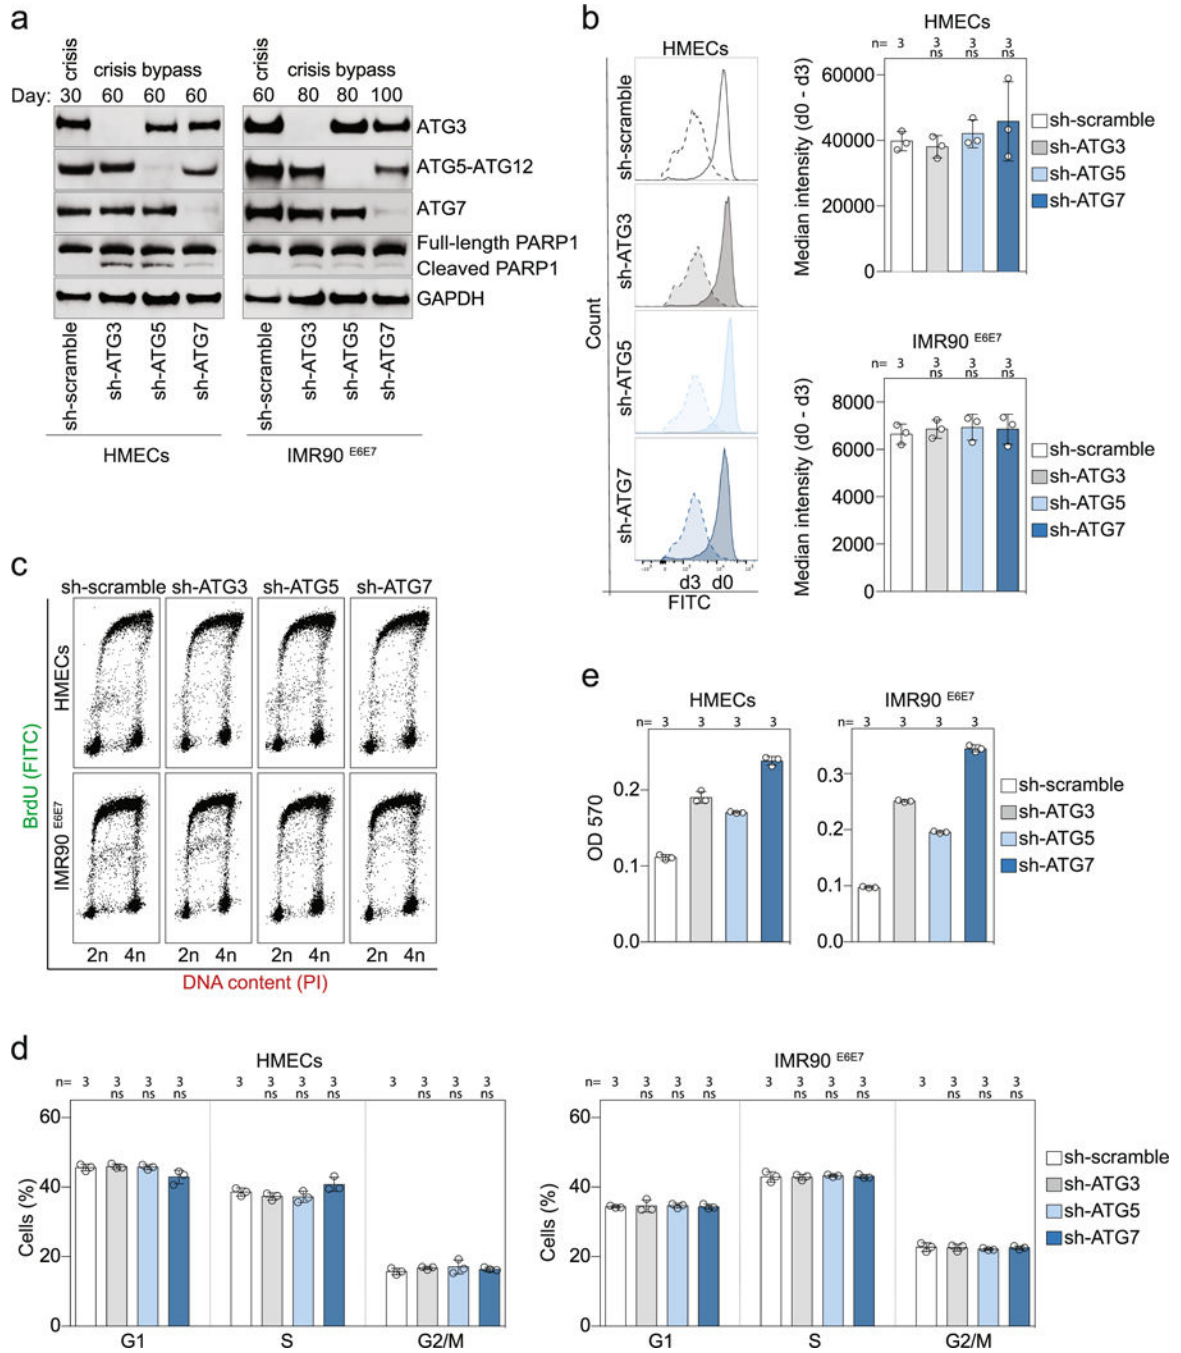 a
crisis
crisis bypass
crisis
crisis bypass
Day: 30 60 60 60
60 80 80 100
ATG3
ATG5-ATG12
ATG7
Full-length PARP1
Cleaved PARP1
GAPDH
sh-scramble
sh-ATG3
sh-ATG5
sh-ATG7
sh-scramble
sh-ATG3
sh-ATG5
sh-ATG7
HMECs
IMR90 E6E7
b
HMECs
sh-scramble
sh-ATG3
sh-ATG5
sh-ATG7
Count
d3 d0
FITC
HMECs
n= 3 3 3 3
ns ns ns
Median intensity (d0 - d3)
60000
40000
20000
0
sh-scramble
sh-ATG3
sh-ATG5
sh-ATG7
IMR90 E6E7
n= 3 3 3 3
ns ns ns
Median intensity (d0 - d3)
8000
6000
4000
2000
0
sh-scramble
sh-ATG3
sh-ATG5
sh-ATG7
c
sh-scramble sh-ATG3 sh-ATG5 sh-ATG7
HMECs
IMR90 E6E7
BrdU (FITC)
2n 4n 2n 4n 2n 4n 2n 4n
DNA content (PI)
e
HMECs
n= 3 3 3 3
OD 570
0.2
0.1
0.0
IMR90 E6E7
n= 3 3 3 3
0.3
0.2
0.1
0.0
sh-scramble
sh-ATG3
sh-ATG5
sh-ATG7
d
HMECs
n= 3 3 3 3 3 3 3 3 3 3 3 3
ns ns ns ns ns ns ns ns ns
Cells (%)
60
40
20
0
G1 S G2/M
IMR90 E6E7
n= 3 3 3 3 3 3 3 3 3 3 3 3
ns ns ns ns ns ns ns ns ns
Cells (%)
60
40
20
0
G1 S G2/M
sh-scramble
sh-ATG3
sh-ATG5
sh-ATG7